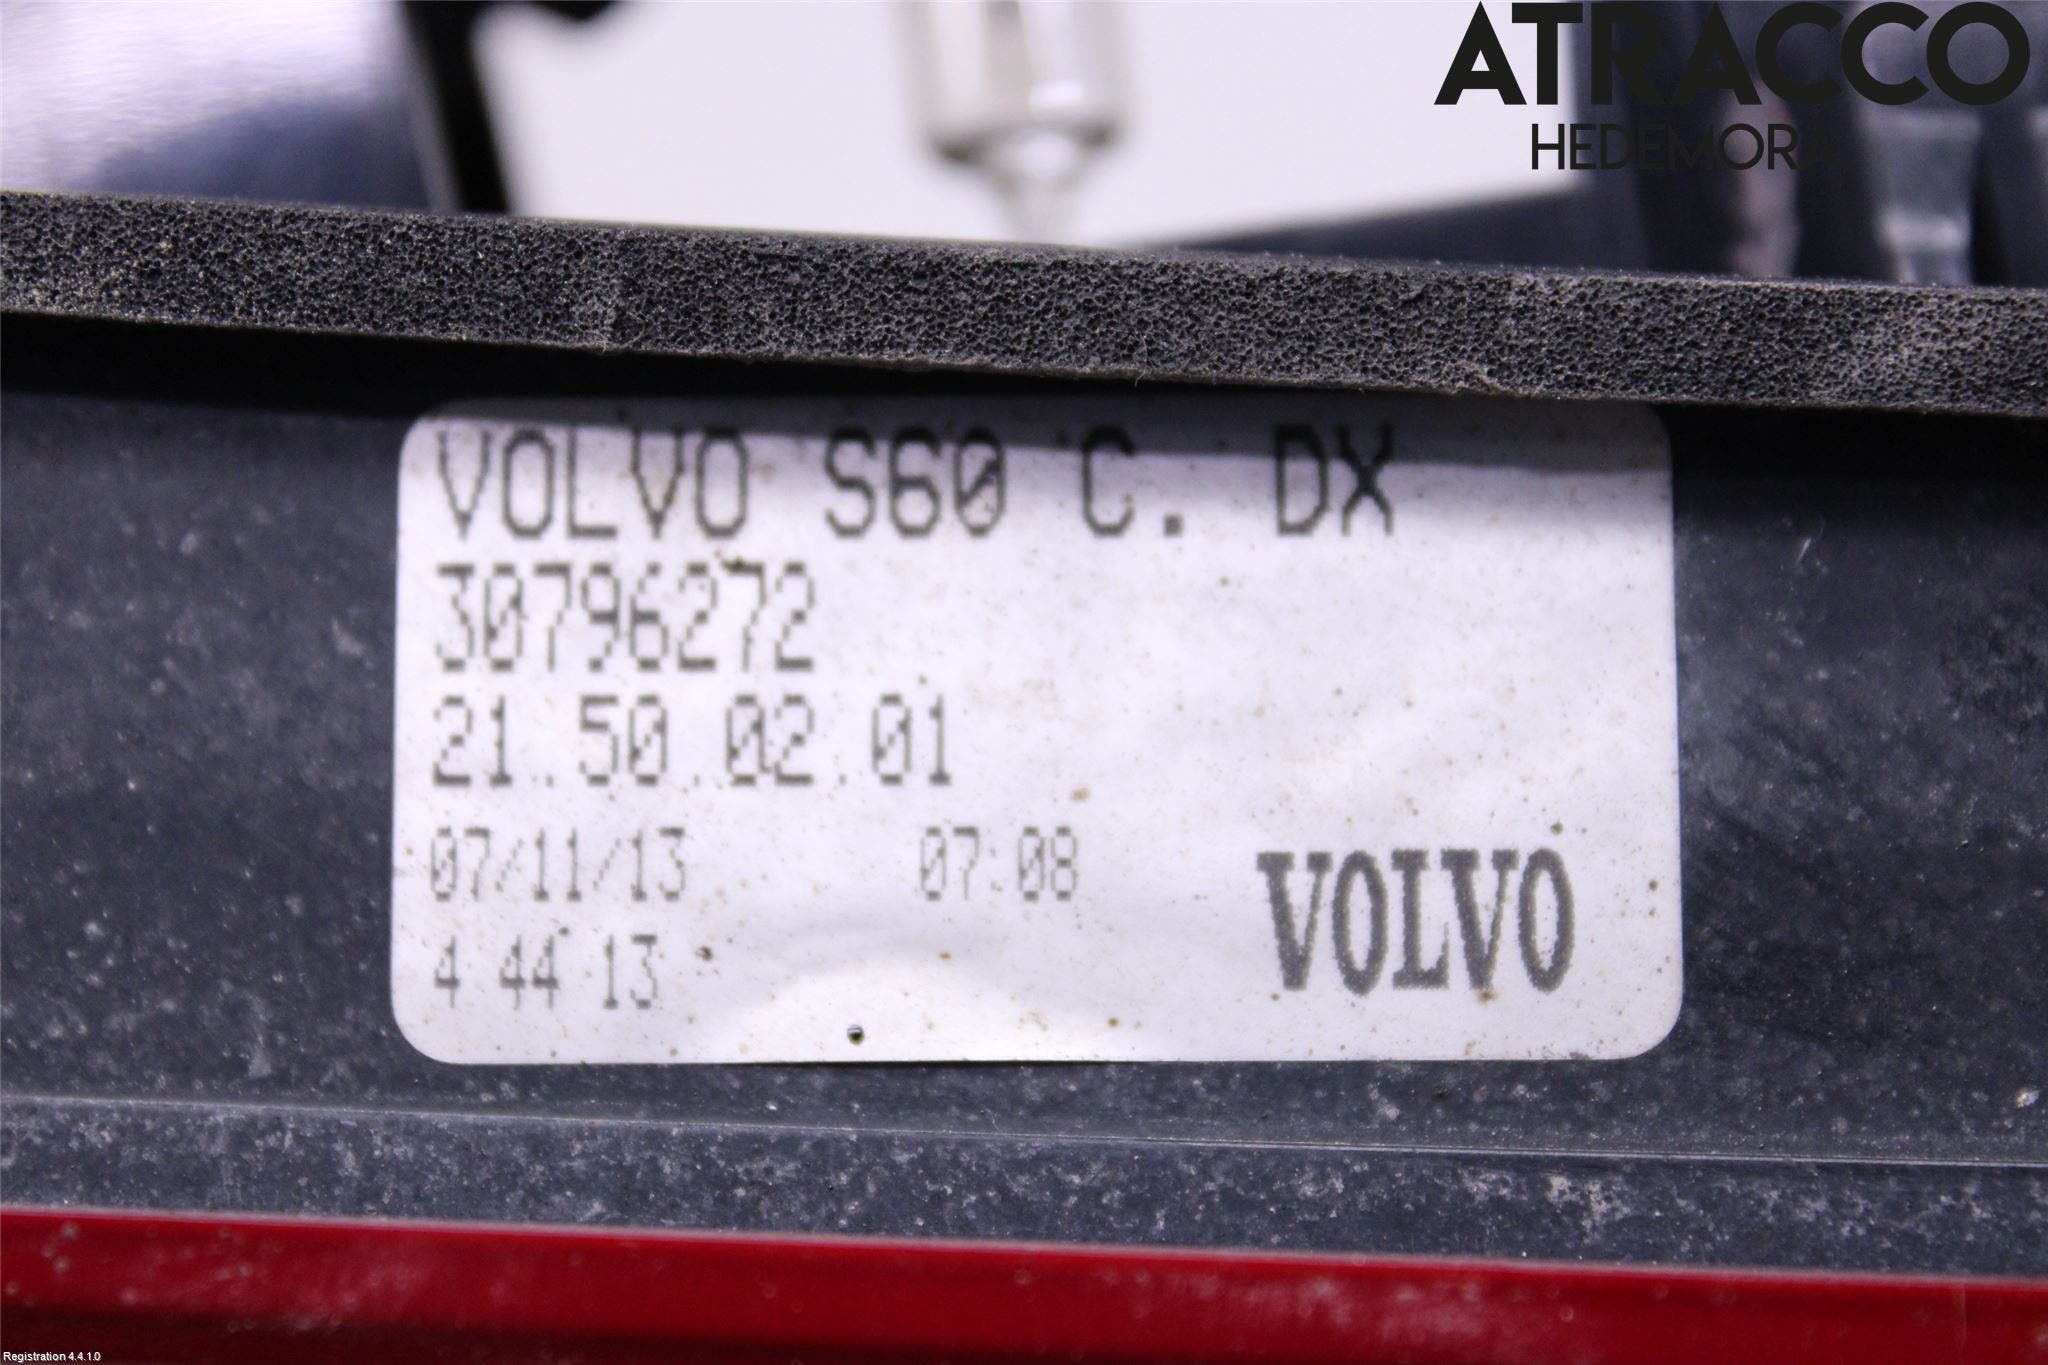 ATRACCO
HEDEMORA
VOLVO S60 C. DX
30796272
21.50.02.01
07/11/13 07:08
4 44 13
VOLVO
Registration 4.4.1.0